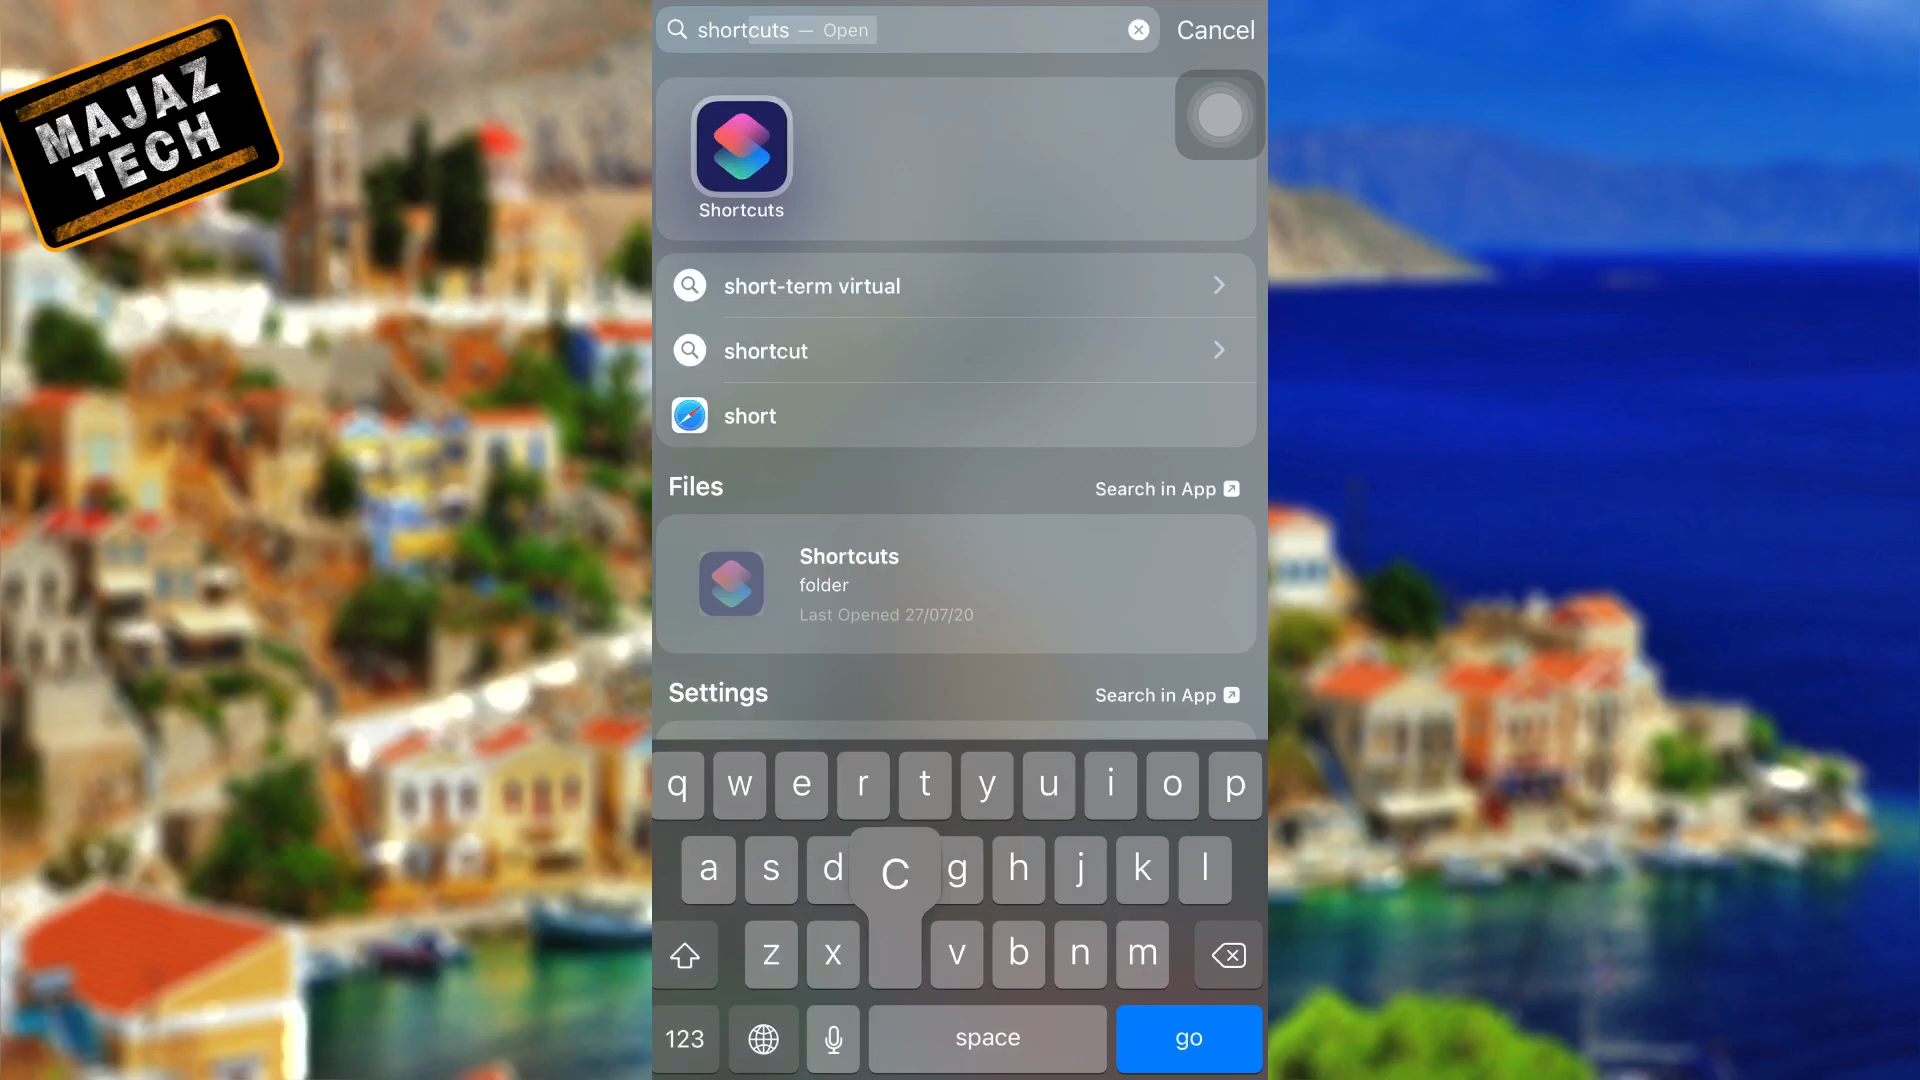 MAJAZ
TECH
shortcuts — Open
Cancel
Shortcuts
short-term virtual
shortcut
short
Files
Search in App
Shortcuts
folder
Last Opened 27/07/20
Settings
Search in App
q w e r t y u i o p
a s d c g h j k l
z x v b n m
123 space go